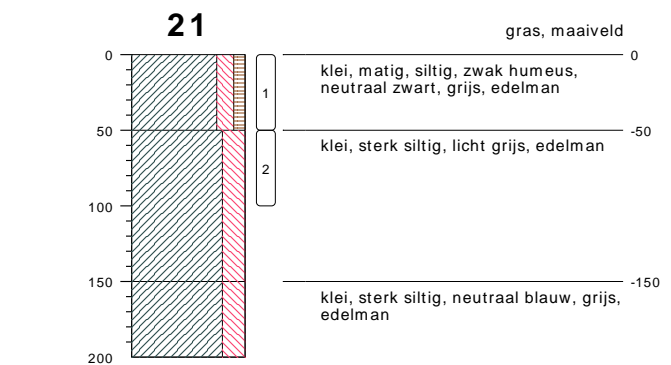 21
gras, maaiveld
0
0
klei, matig, siltig, zwak humeus,
neutraal zwart, grijs, edelman
1
50
-50
klei, sterk siltig, licht grijs, edelman
2
100
150
-150
klei, sterk siltig, neutraal blauw, grijs,
edelman
200